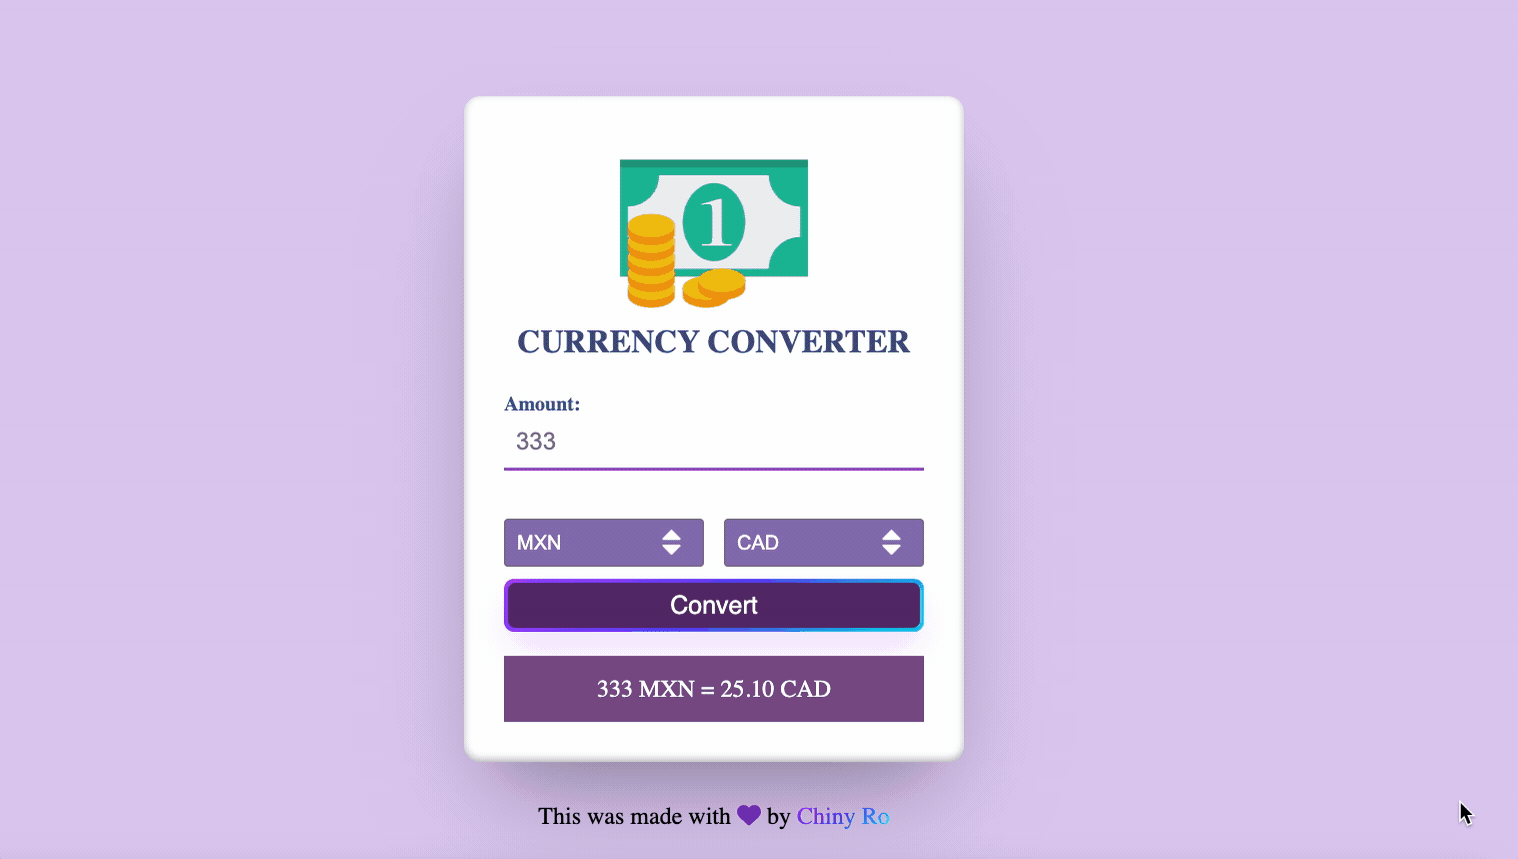 1
CURRENCY CONVERTER
Amount:
333
MXN
CAD
Convert
333 MXN = 25.10 CAD
This was made with 💜 by Chiny Ro